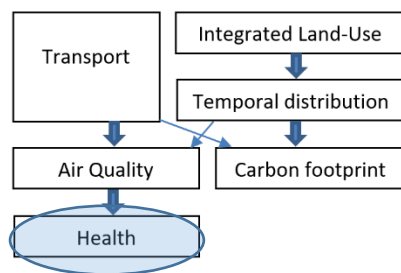 Transport
Integrated Land-Use
Temporal distribution
Air Quality
Carbon footprint
Health